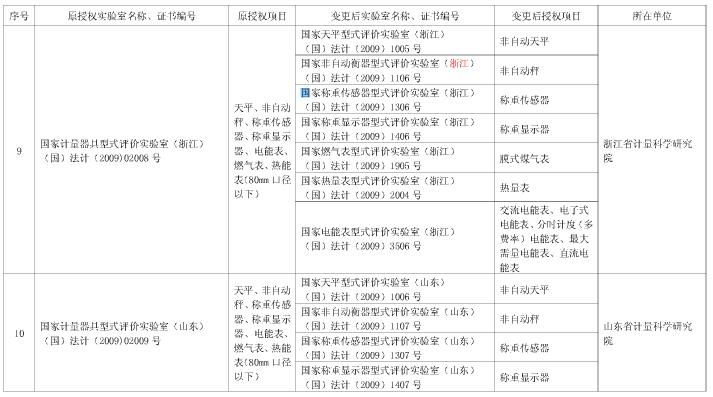 序号 原授权实验室名称、证书编号 原授权项目 变更后实验室名称、证书编号 变更后授权项目 所在单位
9
国家计量器具型式评价实验室（浙江）
（国）法计（2009)02008 号
天平、非自动
秤、称重传感
器、称重显示
器、电能表、
燃气表、热能
表(80mm 口径
以下）
国家天平型式评价实验室（浙江）
（国）法计（2009）1005 号
非自动天平
国家非自动衡器型式评价实验室（浙江）
（国）法计（2009）1106 号
非自动秤
国家称重传感器型式评价实验室（浙江）
（国）法计（2009）1306 号
称重传感器
国家称重显示器型式评价实验室（浙江）
（国）法计（2009）1406 号
称重显示器
国家燃气表型式评价实验室（浙江）
（国）法计（2009）1905 号
膜式煤气表
国家热量表型式评价实验室（浙江）
（国）法计（2009）2004 号
热量表
国家电能表型式评价实验室（浙江）
（国）法计（2009）3506 号
交流电能表、电子式
电能表、分时计度（多
费率）电能表、最大
需量电能表、直流电
能表
浙江省计量科学研究
院
10
国家计量器具型式评价实验室（山东）
（国）法计（2009)02009 号
天平、非自动
秤、称重传感
器、称重显示
器、电能表、
燃气表、热能
表(80mm 口径
以下）
国家天平型式评价实验室（山东）
（国）法计（2009）1006 号
非自动天平
国家非自动衡器型式评价实验室（山东）
（国）法计（2009）1107 号
非自动秤
国家称重传感器型式评价实验室（山东）
（国）法计（2009）1307 号
称重传感器
国家称重显示器型式评价实验室（山东）
（国）法计（2009）1407 号
称重显示器
山东省计量科学研究
院